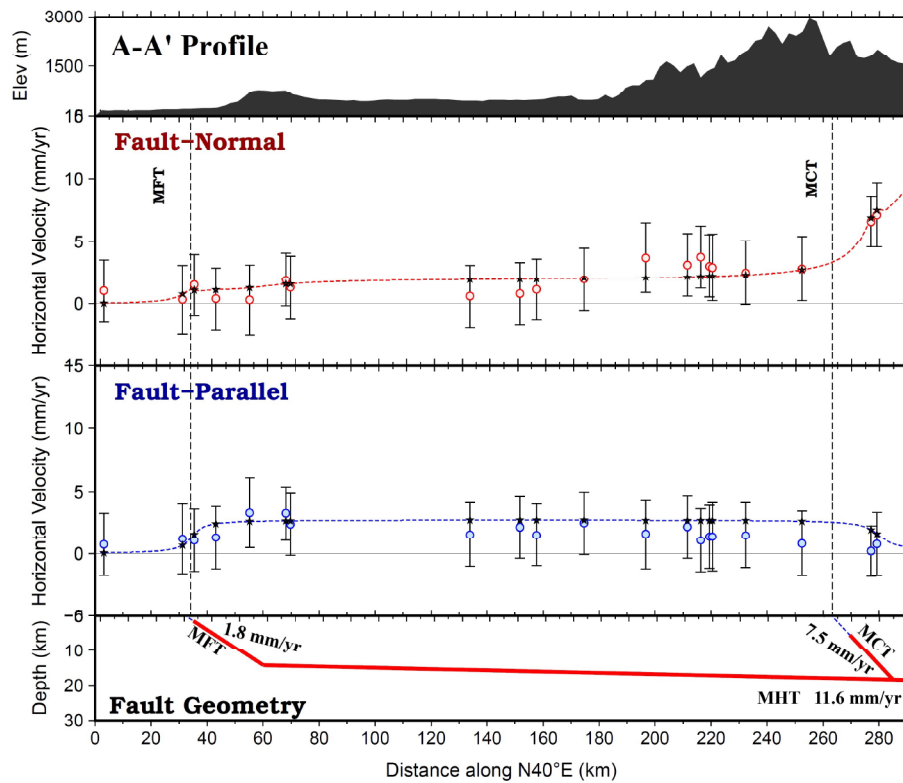 3000
1500
Elev (m)
A-A' Profile
15
10
5
0
Horizontal Velocity (mm/yr)
Fault-Normal
MFT
MCT
15
10
5
0
Horizontal Velocity (mm/yr)
Fault-Parallel
10
20
30
Depth (km)
MFT
1.8 mm/yr
7.5 mm/yr
MCT
MHT 11.6 mm/yr
Fault Geometry
0 20 40 60 80 100 120 140 160 180 200 220 240 260 280
Distance along N40°E (km)